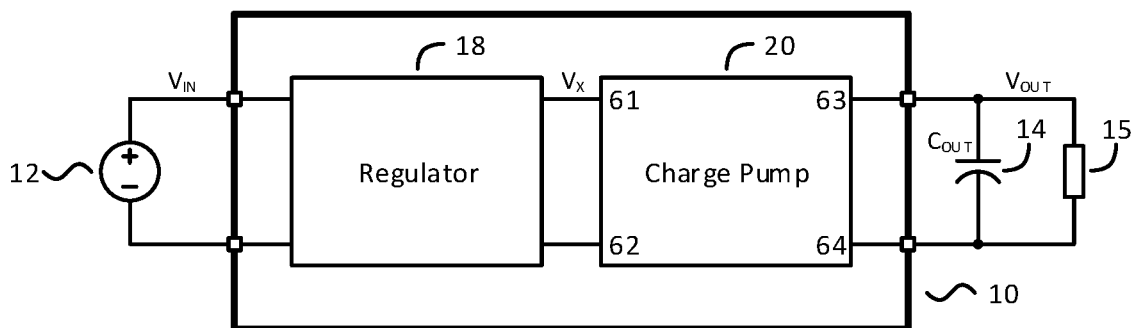 18
20
V_IN
V_X
V_OUT
61
63
14
15
C_OUT
12
+
−
Regulator
Charge Pump
62
64
10